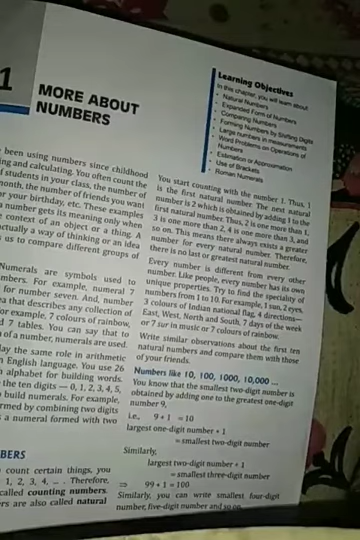 1
MORE ABOUT
NUMBERS
Learning Objectives
In this chapter, you will learn about:
• Natural Numbers
• Expanded Form of Numbers
• Comparing Numbers
• Forming Numbers by Shifting Digits
• Large numbers in measurements
• Word Problems on Operations of
Numbers
• Estimation or Approximation
• Use of Brackets
• Roman Numerals
been using numbers since childhood
ing and calculating. You often count the
f students in your class, the number of
month, the number of friends you want
r your birthday, etc. These examples
a number gets its meaning only when
context of an object or a thing. A
ctually a way of thinking or an idea
us to compare different groups of
Numerals are symbols used to
numbers. For example, numeral 7
for seven. And, number
a that describes any collection of
or example, 7 colours of rainbow,
d 7 tables. You can say that to
of a number, numerals are used.
lay the same role in arithmetic
English language. You use 26
alphabet for building words.
the ten digits — 0, 1, 2, 3, 4, 5,
build numbers. For example,
rmed by combining two digits
s a numeral formed with two
BERS
count certain things, you
1, 2, 3, 4, ... . Therefore,
called counting numbers.
ers are also called natural
You start counting with the number 1. Thus, 1
is the first natural number. The next natural
number is 2 which is obtained by adding 1 to the
first natural number. Thus, 2 is one more than 1,
3 is one more than 2, 4 is one more than 3, and
so on. This means there always exists a greater
number for every natural number. Therefore,
there is no last or greatest natural number.
Every number is different from every other
number. Like people, every number has its own
unique properties. Try to find the speciality of
numbers from 1 to 10. For example, 1 sun, 2 eyes,
3 colours of Indian national flag, 4 directions—
East, West, North and South, 7 days of the week
or 7 sur in music or 7 colours of rainbow.
Write similar observations about the first ten
natural numbers and compare them with those
of your friends.
Numbers like 10, 100, 1000, 10,000 ...
You know that the smallest two-digit number is
obtained by adding one to the greatest one-digit
number 9,
i.e., 9 + 1 = 10
largest one-digit number + 1
= smallest two-digit number
Similarly,
largest two-digit number + 1
= smallest three-digit number
⇒ 99 + 1 = 100
Similarly, you can write smallest four-digit
number, five-digit number and so on.